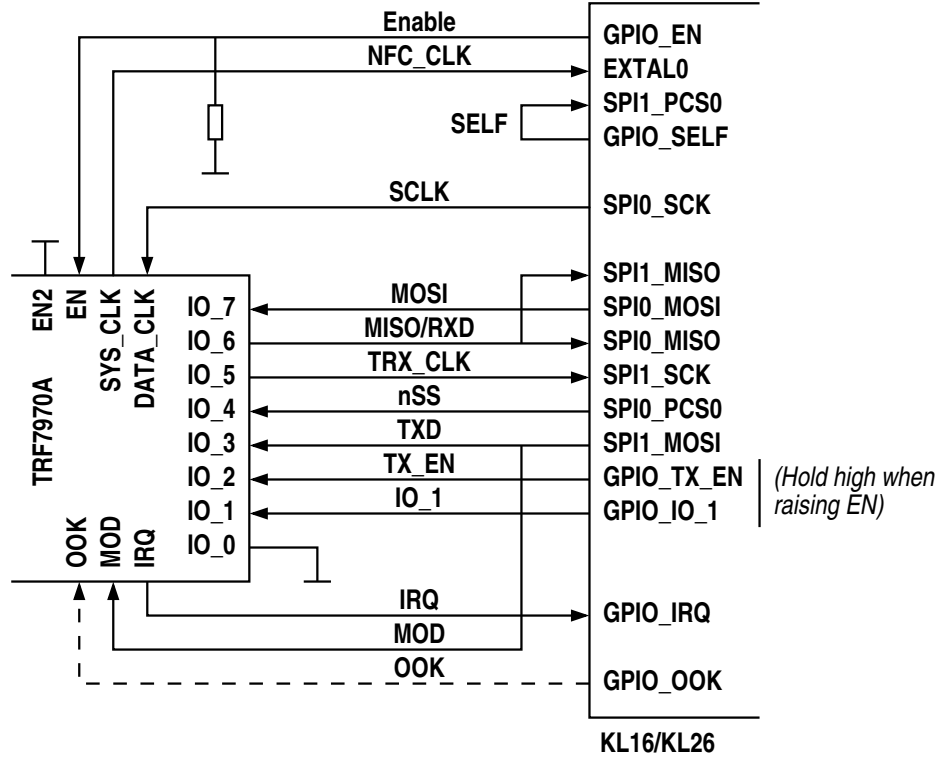 Enable
GPIO_EN
NFC_CLK
EXTAL0
SPI1_PCS0
SELF
GPIO_SELF
SCLK
SPI0_SCK
SPI1_MISO
EN2
EN
SYS_CLK
DATA_CLK
IO_7
MOSI
SPI0_MOSI
IO_6
MISO/RXD
SPI0_MISO
IO_5
TRX_CLK
SPI1_SCK
IO_4
nSS
SPI0_PCS0
TRF7970A
IO_3
TXD
SPI1_MOSI
IO_2
TX_EN
GPIO_TX_EN
(Hold high when
raising EN)
IO_1
IO_1
GPIO_IO_1
IO_0
OOK
MOD
IRQ
IRQ
GPIO_IRQ
MOD
OOK
GPIO_OOK
KL16/KL26